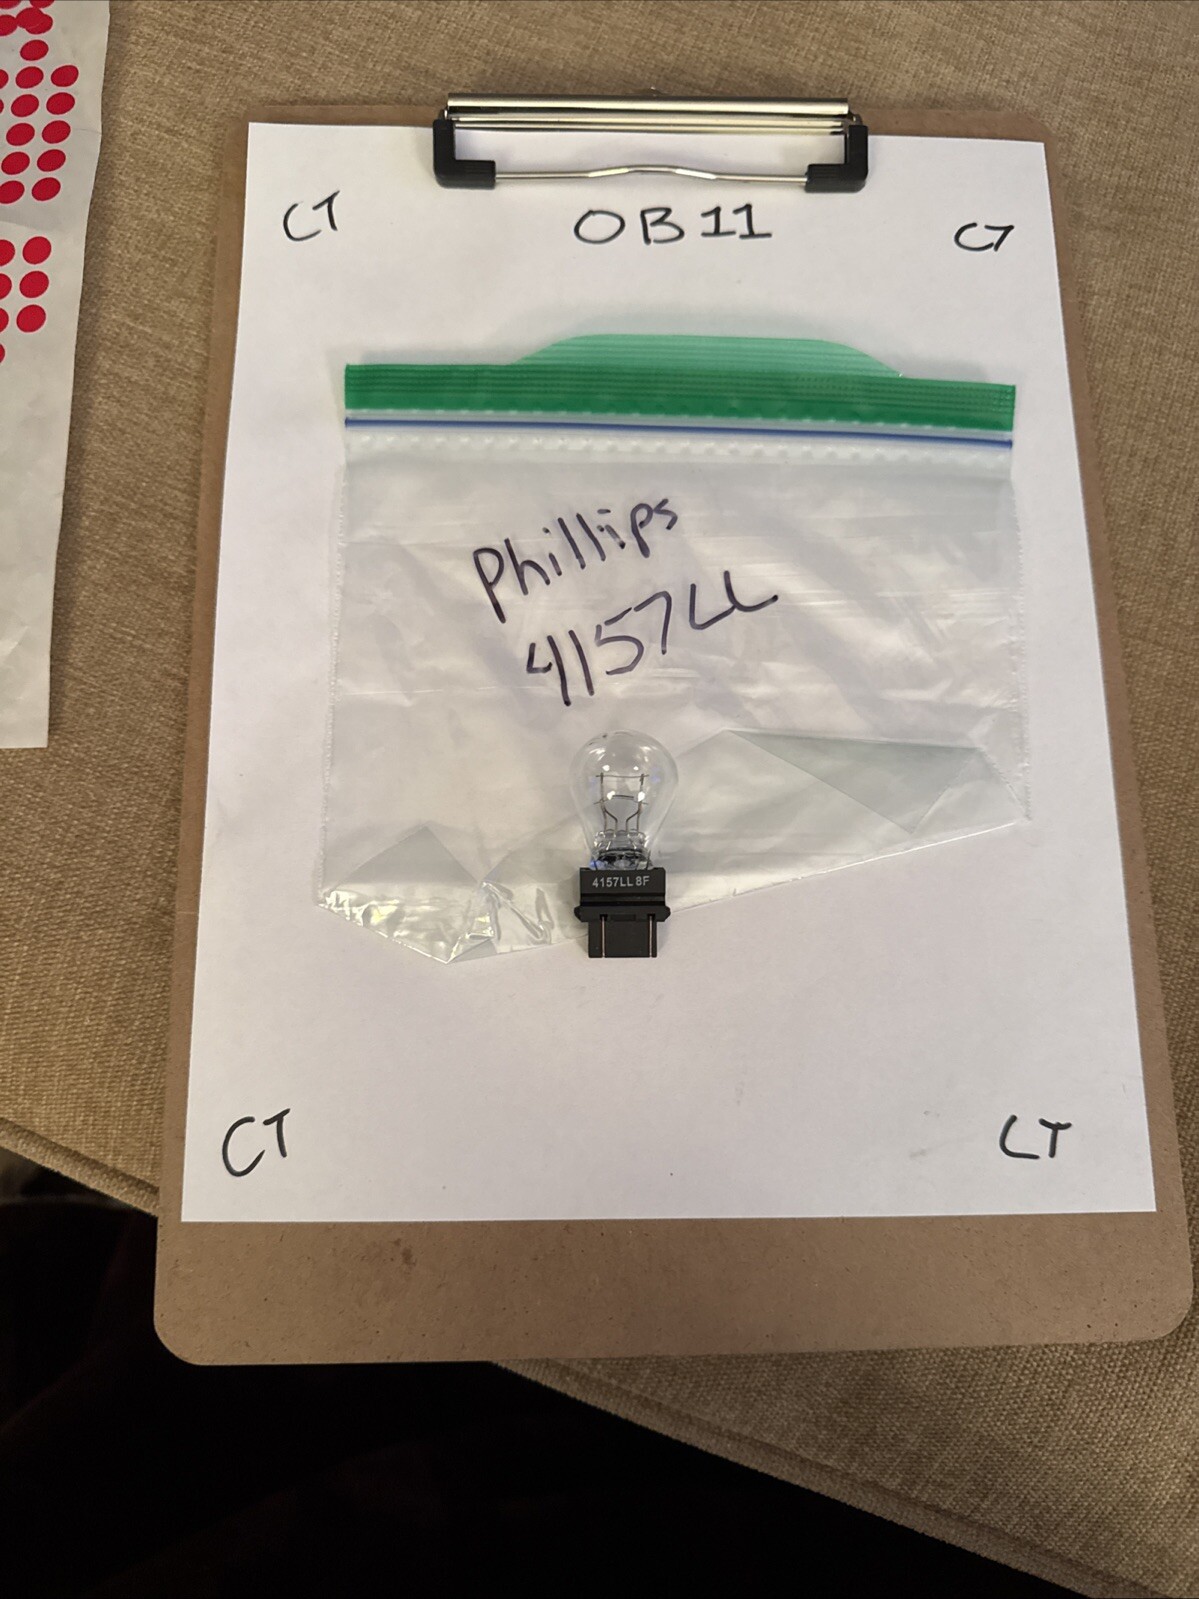 CT OB11 CT
Phillips
4157LL
4157LL 8F
CT CT